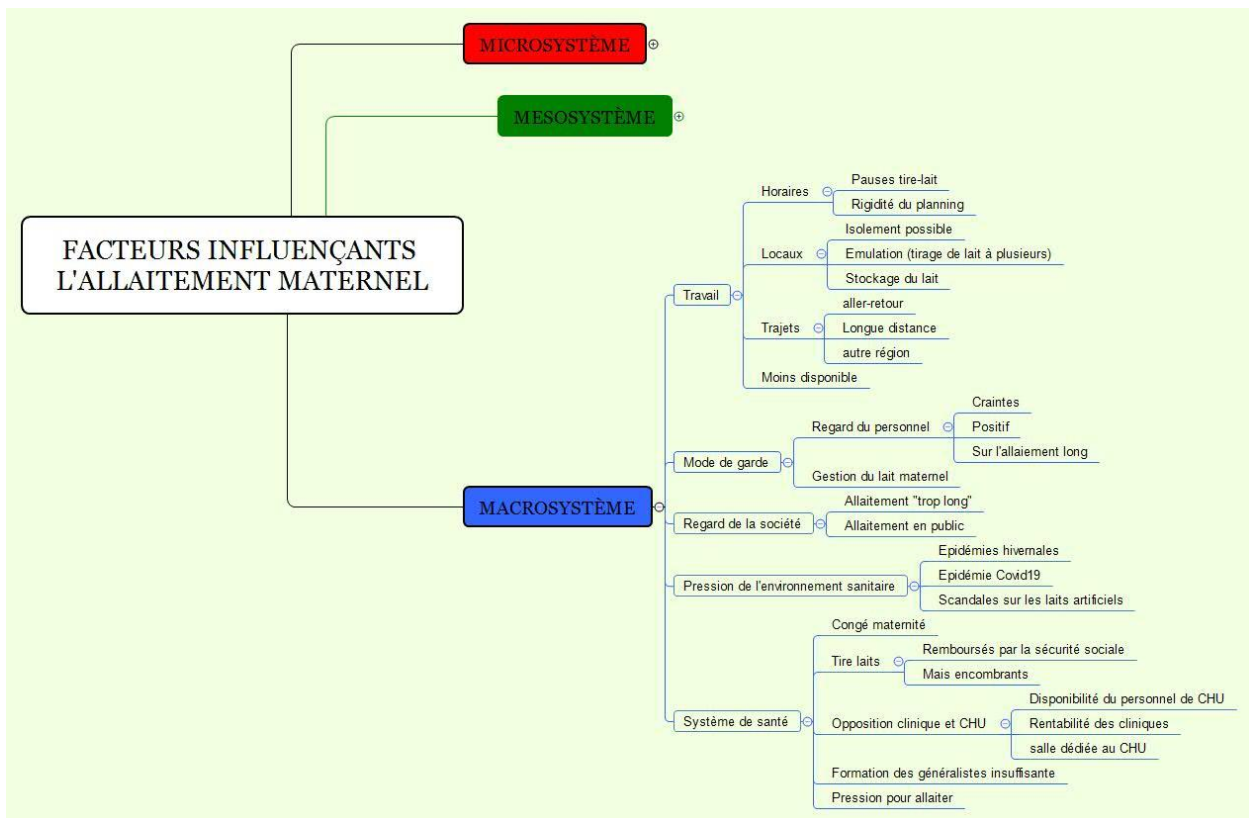 MICROSYSTÈME
MESOSYSTÈME
FACTEURS INFLUENÇANTS
L'ALLAITEMENT MATERNEL
MACROSYSTÈME
Travail
Horaires
Pauses tire-lait
Rigidité du planning
Locaux
Isolement possible
Emulation (tirage de lait à plusieurs)
Stockage du lait
Trajets
aller-retour
Longue distance
autre région
Moins disponible
Mode de garde
Regard du personnel
Craintes
Positif
Sur l'allaiement long
Gestion du lait maternel
Regard de la société
Allaitement "trop long"
Allaitement en public
Pression de l'environement sanitaire
Epidémies hivernales
Epidémie Covid19
Scandales sur les laits artificiels
Système de santé
Congé maternité
Tire laits
Remboursés par la sécurité sociale
Mais encombrants
Opposition clinique et CHU
Disponibilité du personnel de CHU
Rentabilité des cliniques
salle dédiée au CHU
Formation des généralistes insuffisante
Pression pour allaiter